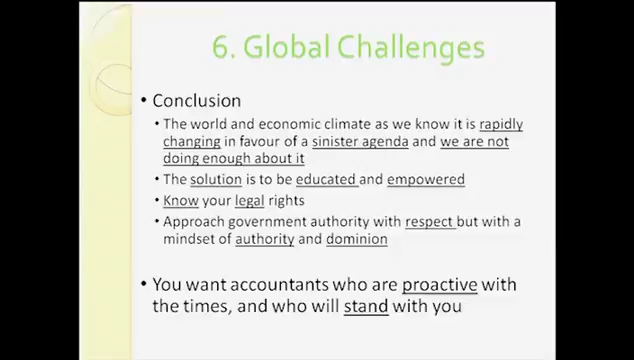 6. Global Challenges
• Conclusion
• The world and economic climate as we know it is rapidly
changing in favour of a sinister agenda and we are not
doing enough about it
• The solution is to be educated and empowered
• Know your legal rights
• Approach government authority with respect but with a
mindset of authority and dominion
• You want accountants who are proactive with
the times, and who will stand with you